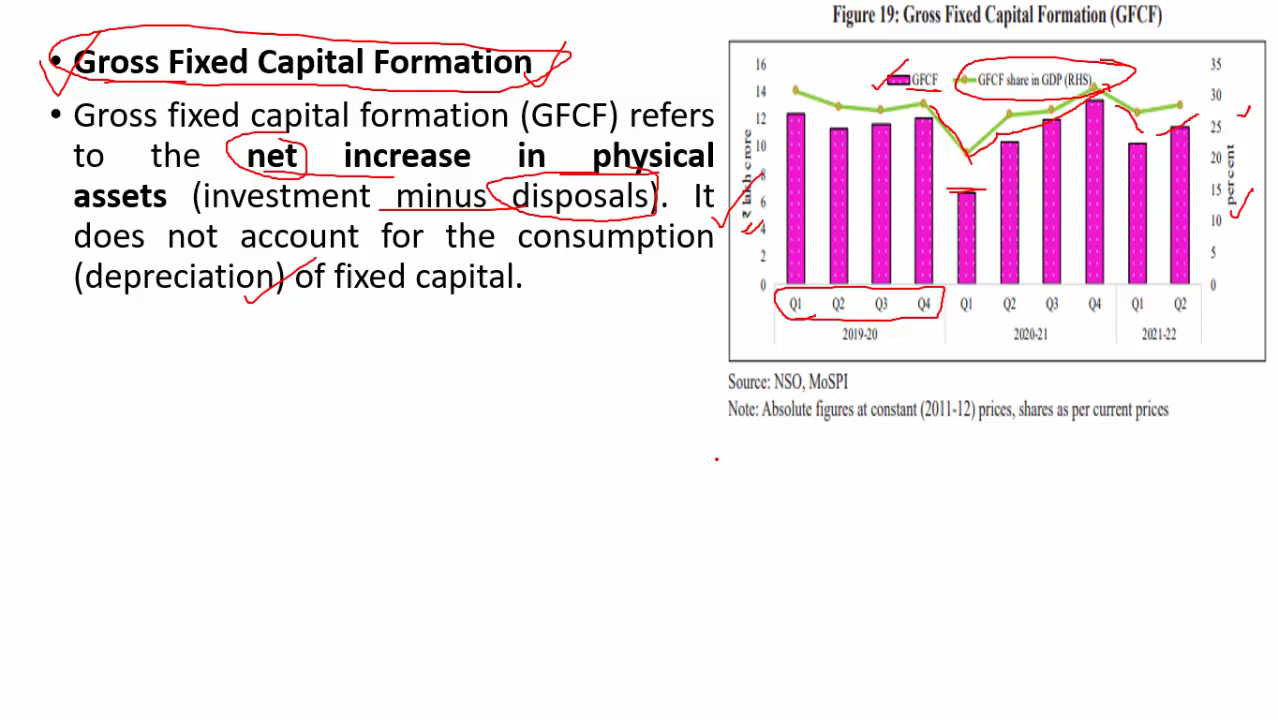 • Gross Fixed Capital Formation
• Gross fixed capital formation (GFCF) refers
to the net increase in physical
assets (investment minus disposals). It
does not account for the consumption
(depreciation) of fixed capital.
Figure 19: Gross Fixed Capital Formation (GFCF)
GFCF GFCF share in GDP (RHS)
16 35
14 30
12 25
10 20
8 15
6 10
4 5
2 0
0
₹ lakh crore
percent
Q1 Q2 Q3 Q4 Q1 Q2 Q3 Q4 Q1 Q2
2019-20 2020-21 2021-22
Source: NSO, MoSPI
Note: Absolute figures at constant (2011-12) prices, shares as per current prices